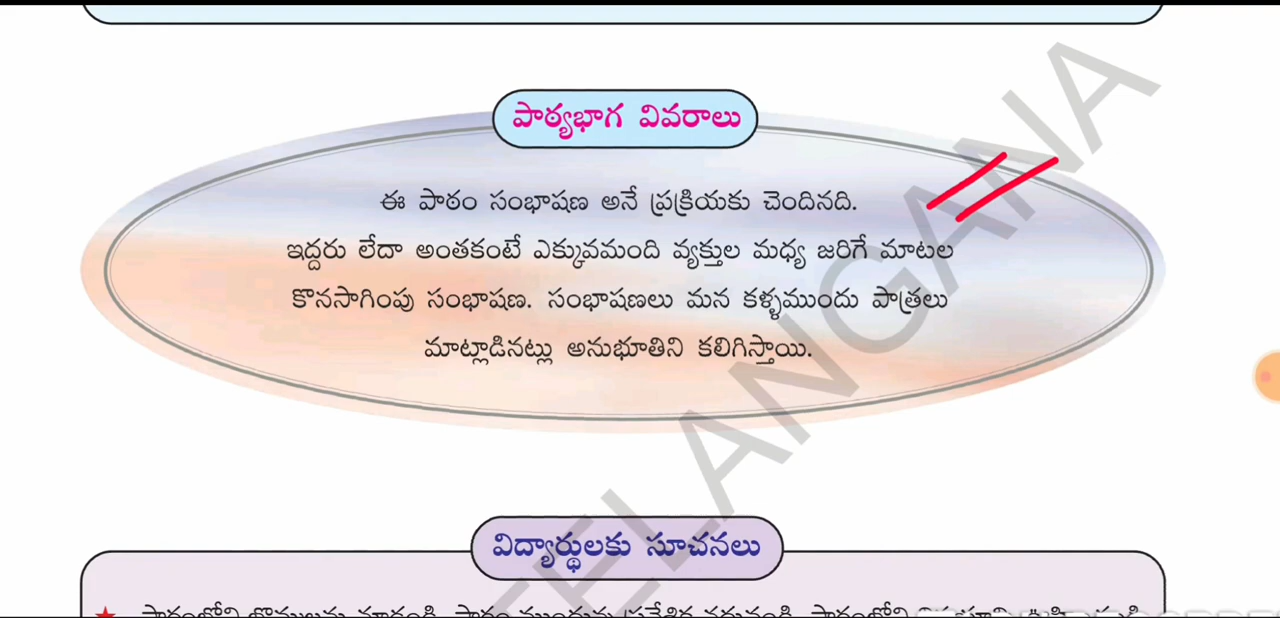 పాఠ్యభాగ వివరాలు
ఈ పాఠం సంభాషణ అనే ప్రక్రియకు చెందినది.
ఇద్దరు లేదా అంతకంటే ఎక్కువమంది వ్యక్తుల మధ్య జరిగే మాటల
కొనసాగింపు సంభాషణ. సంభాషణలు మన కళ్ళముందు పాత్రలు
మాట్లాడినట్లు అనుభూతిని కలిగిస్తాయి.
TELANGANA
విద్యార్థులకు సూచనలు